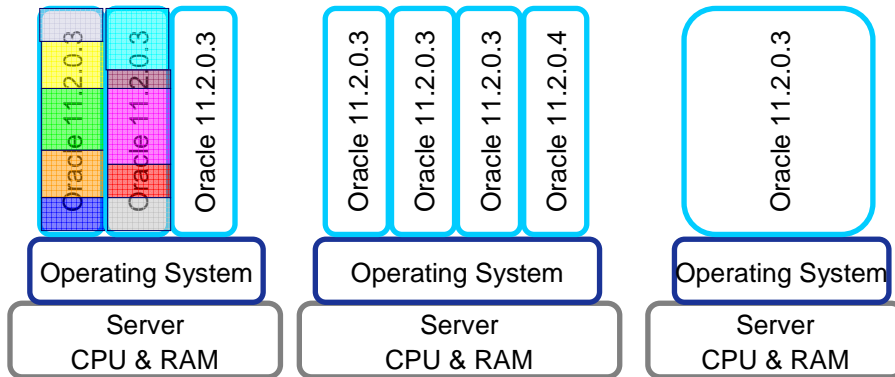 Oracle 11.2.0.3
Oracle 11.2.0.3
Oracle 11.2.0.3
Operating System
Server
CPU & RAM
Oracle 11.2.0.3
Oracle 11.2.0.3
Oracle 11.2.0.3
Oracle 11.2.0.4
Operating System
Server
CPU & RAM
Oracle 11.2.0.3
Operating System
Server
CPU & RAM